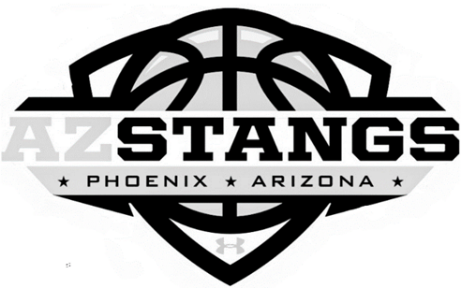 AZSTANGS
★ PHOENIX ★ ARIZONA ★